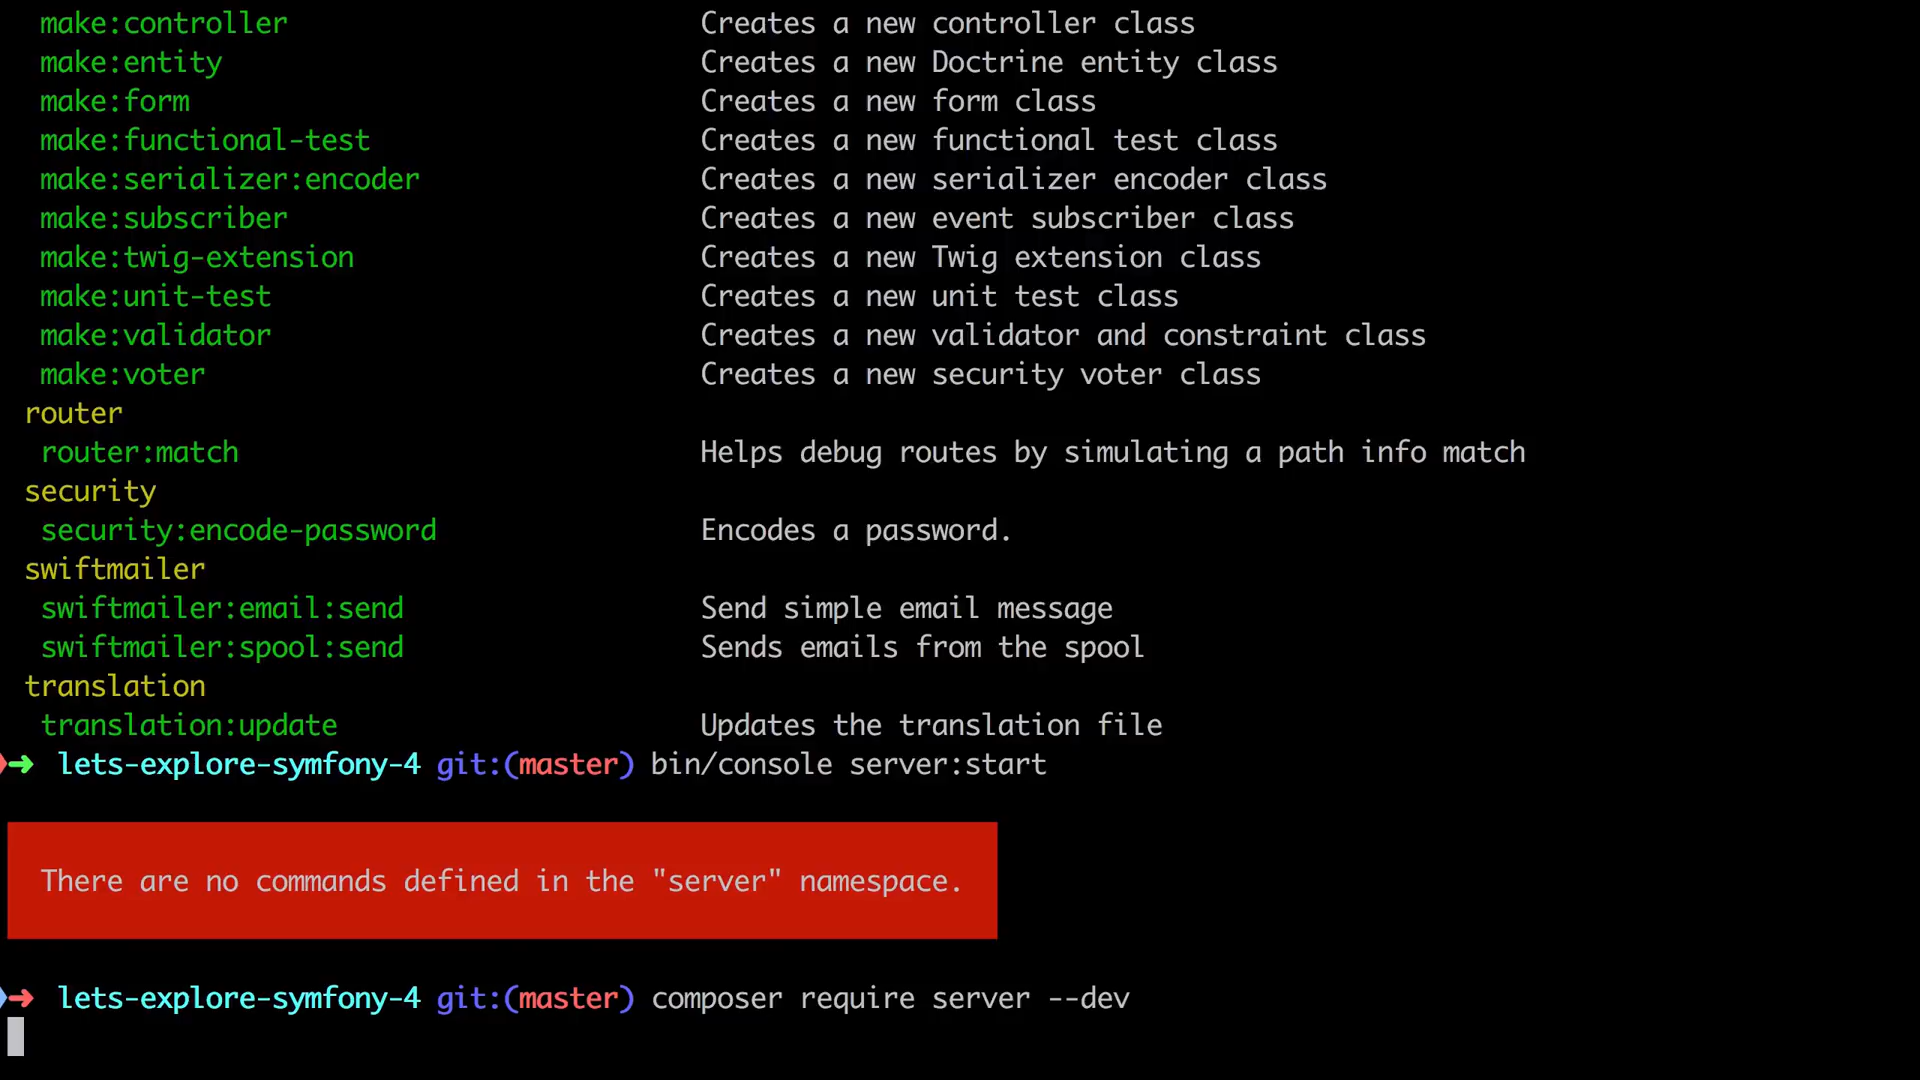 make:controller Creates a new controller class
make:entity Creates a new Doctrine entity class
make:form Creates a new form class
make:functional-test Creates a new functional test class
make:serializer:encoder Creates a new serializer encoder class
make:subscriber Creates a new event subscriber class
make:twig-extension Creates a new Twig extension class
make:unit-test Creates a new unit test class
make:validator Creates a new validator and constraint class
make:voter Creates a new security voter class
router
router:match Helps debug routes by simulating a path info match
security
security:encode-password Encodes a password.
swiftmailer
swiftmailer:email:send Send simple email message
swiftmailer:spool:send Sends emails from the spool
translation
translation:update Updates the translation file
➜ lets-explore-symfony-4 git:(master) bin/console server:start
There are no commands defined in the "server" namespace.
➜ lets-explore-symfony-4 git:(master) composer require server --dev